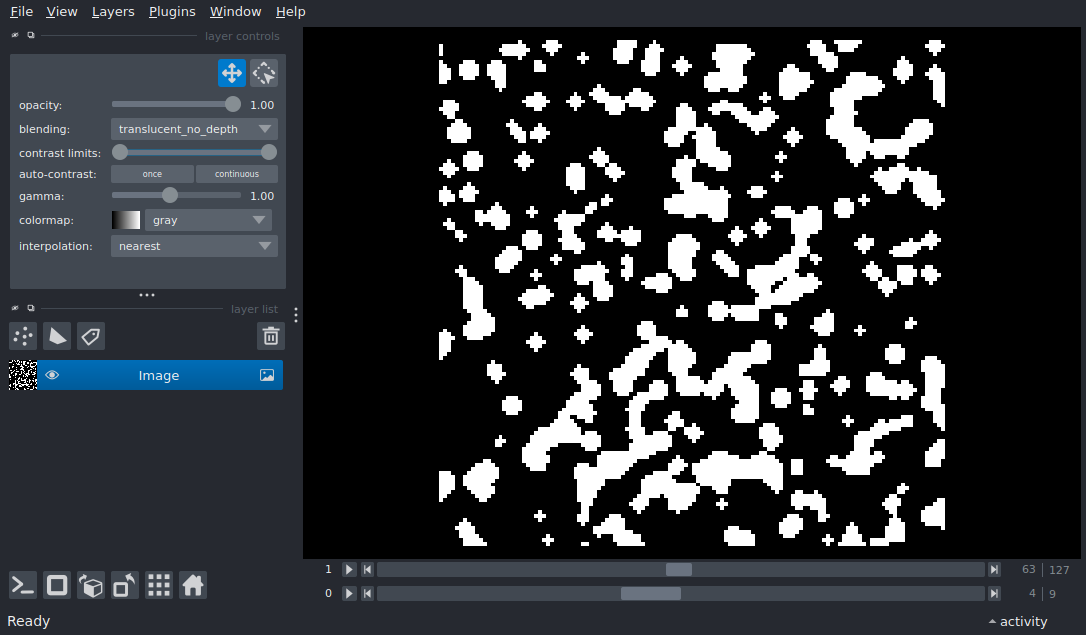 File View Layers Plugins Window Help
layer controls
opacity: 1.00
blending: translucent_no_depth
contrast limits:
auto-contrast: once continuous
gamma: 1.00
colormap: gray
interpolation: nearest
layer list
Image
1 63 127
0 4 9
Ready activity